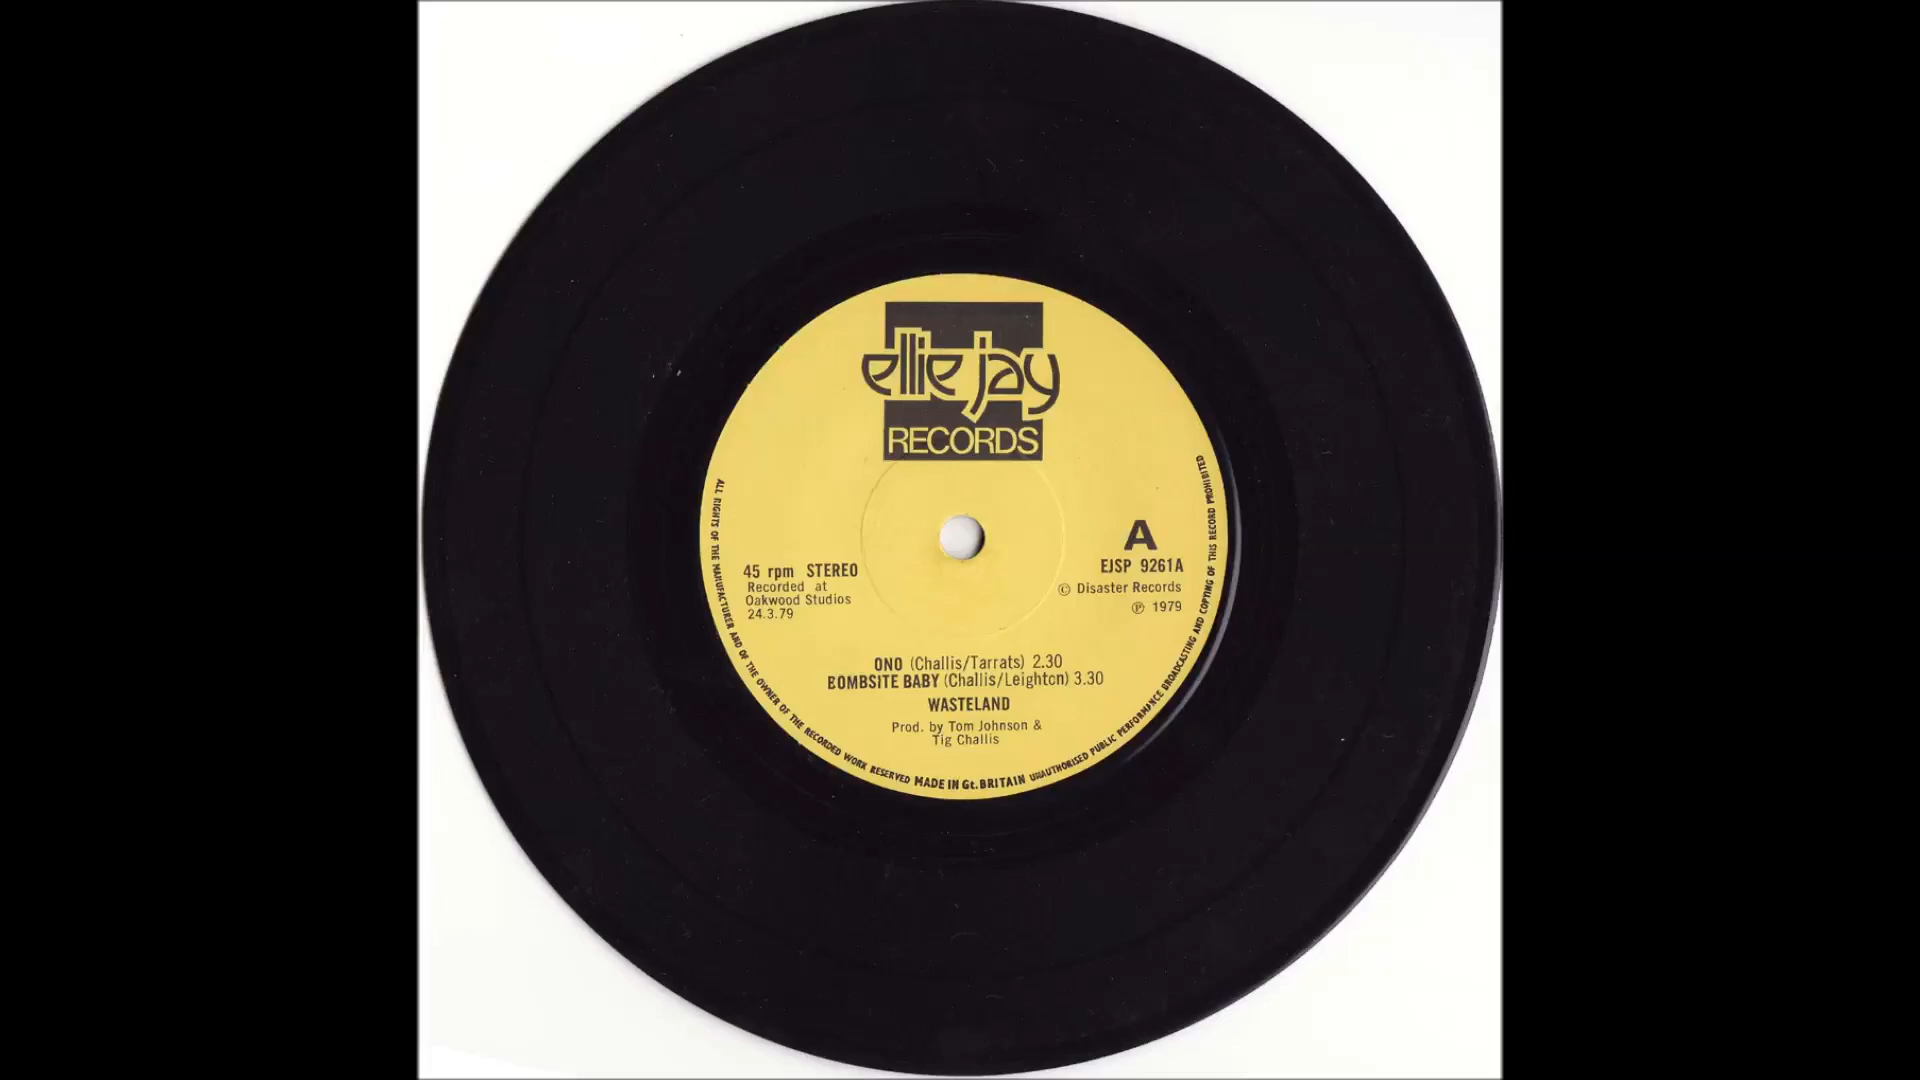 ellie jay
RECORDS
A
EJSP 9261A
© Disaster Records
℗ 1979
45 rpm STEREO
Recorded at
Oakwood Studios
24.3.79
ONO (Challis/Tarrats) 2.30
BOMBSITE BABY (Challis/Leighton) 3.30
WASTELAND
Prod. by Tom Johnson &
Tig Challis
ALL RIGHTS OF THE MANUFACTURER AND OF THE OWNER OF THE RECORDED WORK RESERVED MADE IN Gt. BRITAIN UNAUTHORISED PUBLIC PERFORMANCE BROADCASTING AND COPYING OF THIS RECORD PROHIBITED